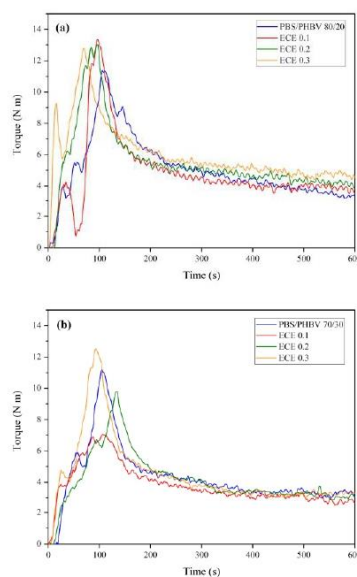 (a)
PBS/PHBV 80/20
ECE 0.1
ECE 0.2
ECE 0.3
14
12
10
8
6
4
2
0
Torque (N m)
0 100 200 300 400 500 600
Time (s)
(b)
PBS/PHBV 70/30
ECE 0.1
ECE 0.2
ECE 0.3
14
12
10
8
6
4
2
0
Torque (N m)
0 100 200 300 400 500 600
Time (s)